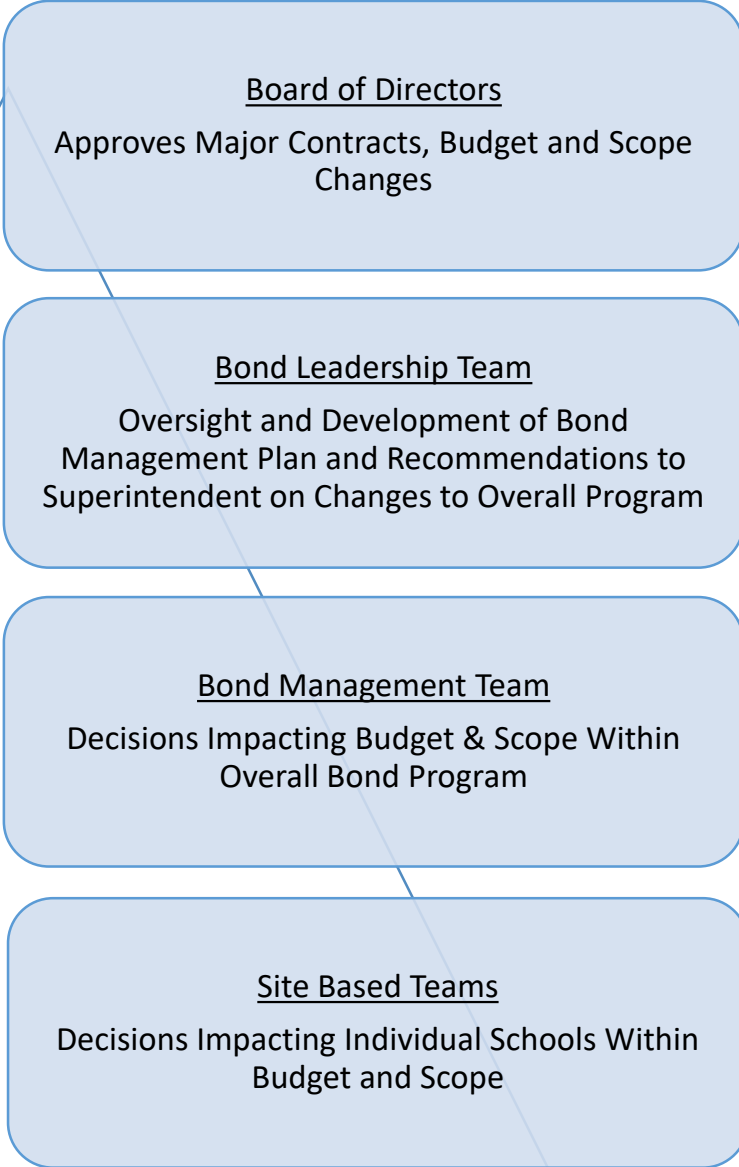 Board of Directors
Approves Major Contracts, Budget and Scope
Changes
Bond Leadership Team
Oversight and Development of Bond
Management Plan and Recommendations to
Superintendent on Changes to Overall Program
Bond Management Team
Decisions Impacting Budget & Scope Within
Overall Bond Program
Site Based Teams
Decisions Impacting Individual Schools Within
Budget and Scope